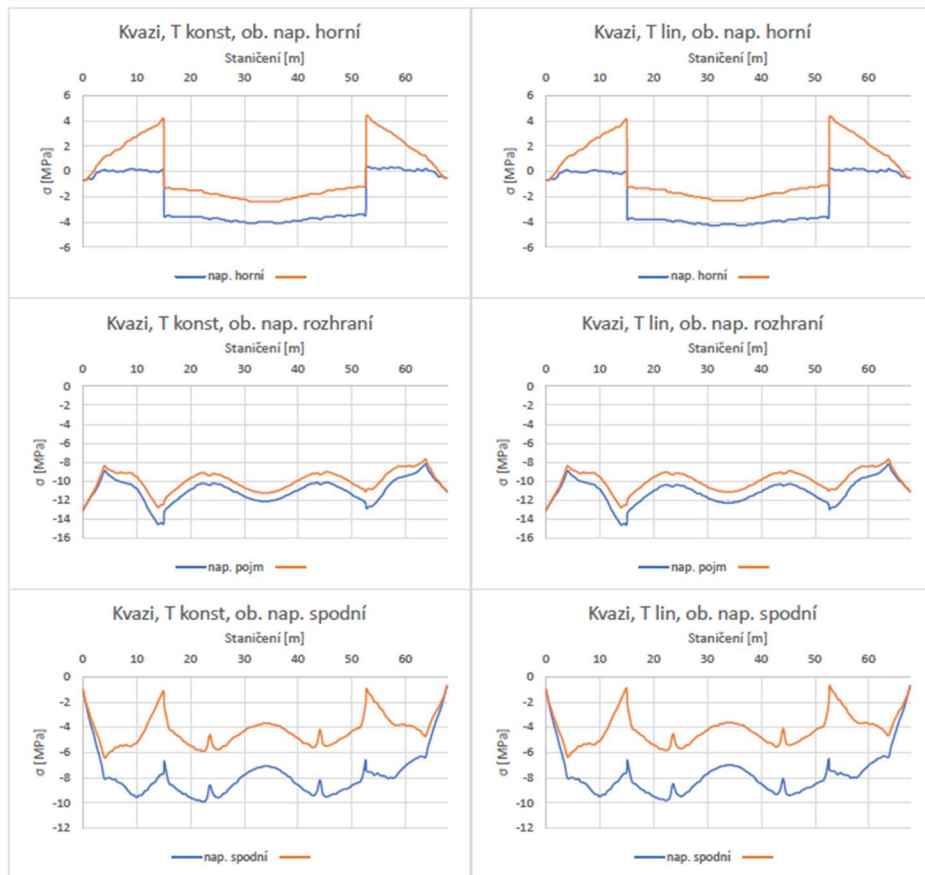 Kvazi, T konst, ob. nap. horní
Staničení [m]
0 10 20 30 40 50 60
6
4
2
0
-2
-4
-6
σ [MPa]
nap. horní
Kvazi, T lin, ob. nap. horní
Staničení [m]
0 10 20 30 40 50 60
6
4
2
0
-2
-4
-6
σ [MPa]
nap. horní
Kvazi, T konst, ob. nap. rozhraní
Staničení [m]
0 10 20 30 40 50 60
0
-2
-4
-6
-8
-10
-12
-14
-16
σ [MPa]
nap. pojm
Kvazi, T lin, ob. nap. rozhraní
Staničení [m]
0 10 20 30 40 50 60
0
-2
-4
-6
-8
-10
-12
-14
-16
σ [MPa]
nap. pojm
Kvazi, T konst, ob. nap. spodní
Staničení [m]
0 10 20 30 40 50 60
0
-2
-4
-6
-8
-10
-12
σ [MPa]
nap. spodní
Kvazi, T lin, ob. nap. spodní
Staničení [m]
0 10 20 30 40 50 60
0
-2
-4
-6
-8
-10
-12
σ [MPa]
nap. spodní